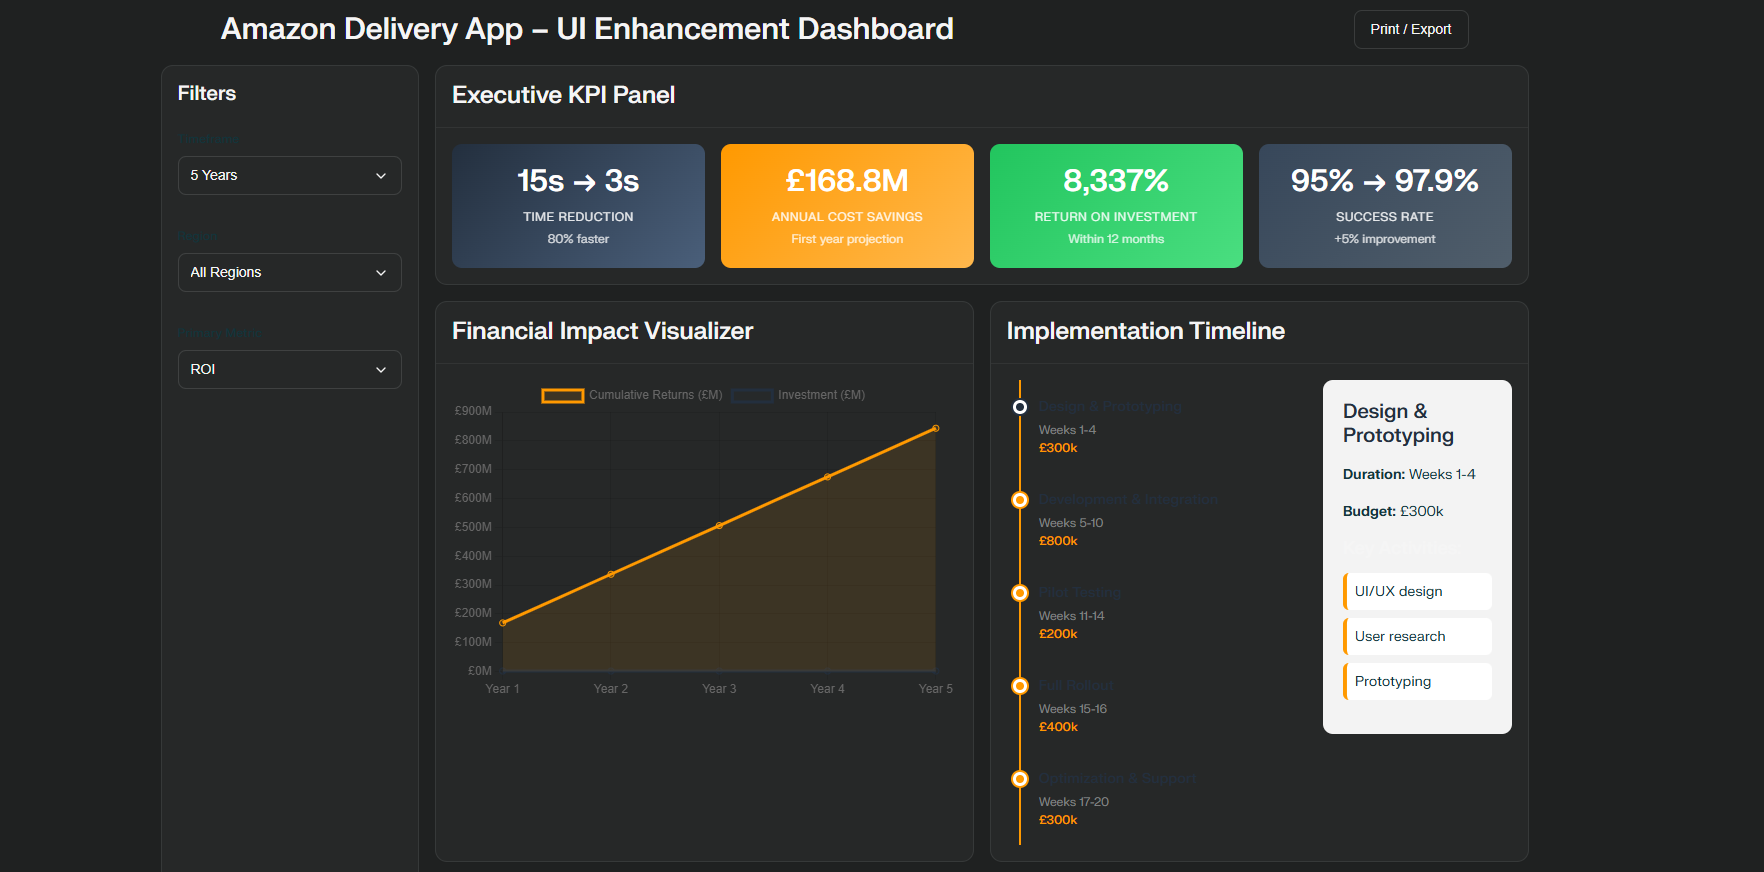 Amazon Delivery App – UI Enhancement Dashboard
Print / Export
Filters
Timeframe
5 Years
Region
All Regions
Primary Metric
ROI
Executive KPI Panel
15s → 3s
TIME REDUCTION
80% faster
£168.8M
ANNUAL COST SAVINGS
First year projection
8,337%
RETURN ON INVESTMENT
Within 12 months
95% → 97.9%
SUCCESS RATE
+5% improvement
Financial Impact Visualizer
Cumulative Returns (£M)
Investment (£M)
£900M
£800M
£700M
£600M
£500M
£400M
£300M
£200M
£100M
£0M
Year 1
Year 2
Year 3
Year 4
Year 5
Implementation Timeline
Design & Prototyping
Weeks 1-4
£300k
Development & Integration
Weeks 5-10
£800k
Pilot Testing
Weeks 11-14
£200k
Full Rollout
Weeks 15-16
£400k
Optimization & Support
Weeks 17-20
£300k
Design &
Prototyping
Duration: Weeks 1-4
Budget: £300k
UI/UX design
User research
Prototyping